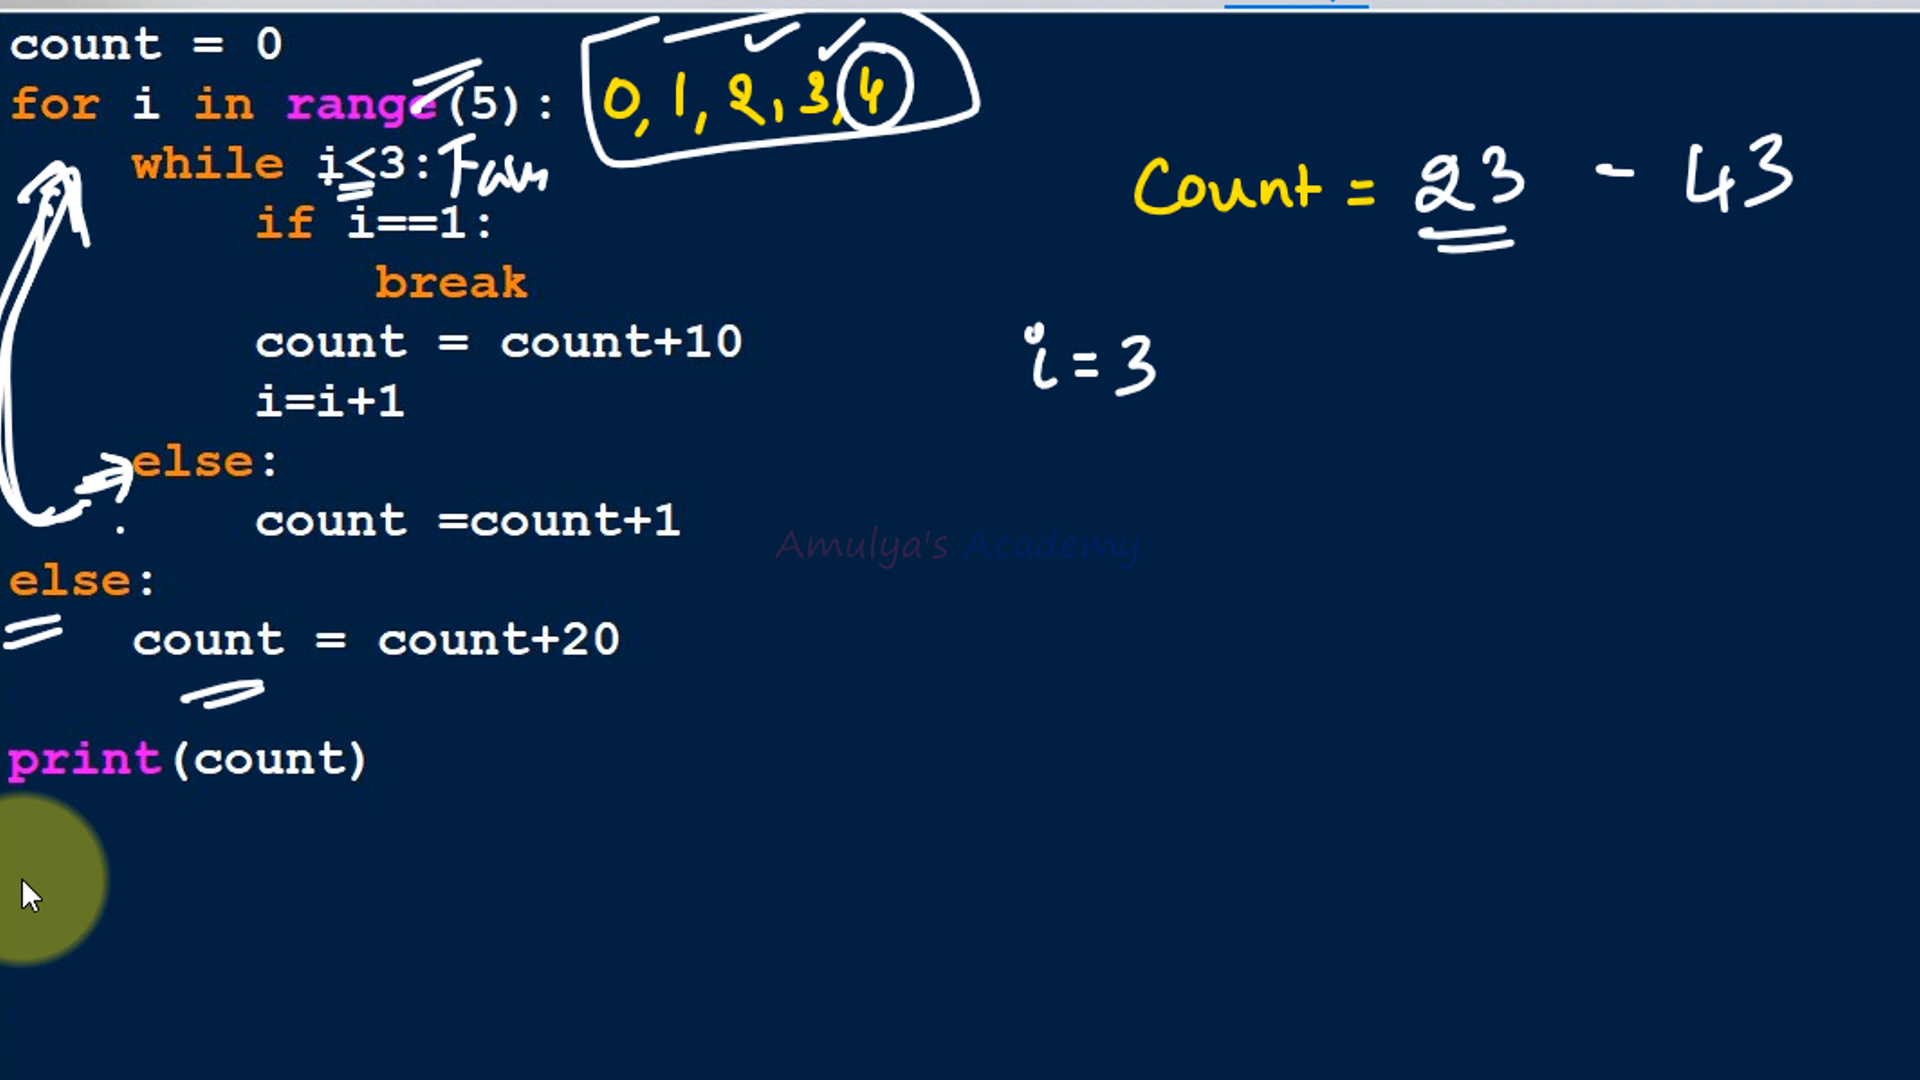 count = 0
for i in range(5): 0, 1, 2, 3, 4
while i<3:
if i==1:
break
count = count+10
i=i+1
else:
count =count+1
else:
count = count+20
print(count)
Count = 23 - 43
i = 3
Amulya's Academy